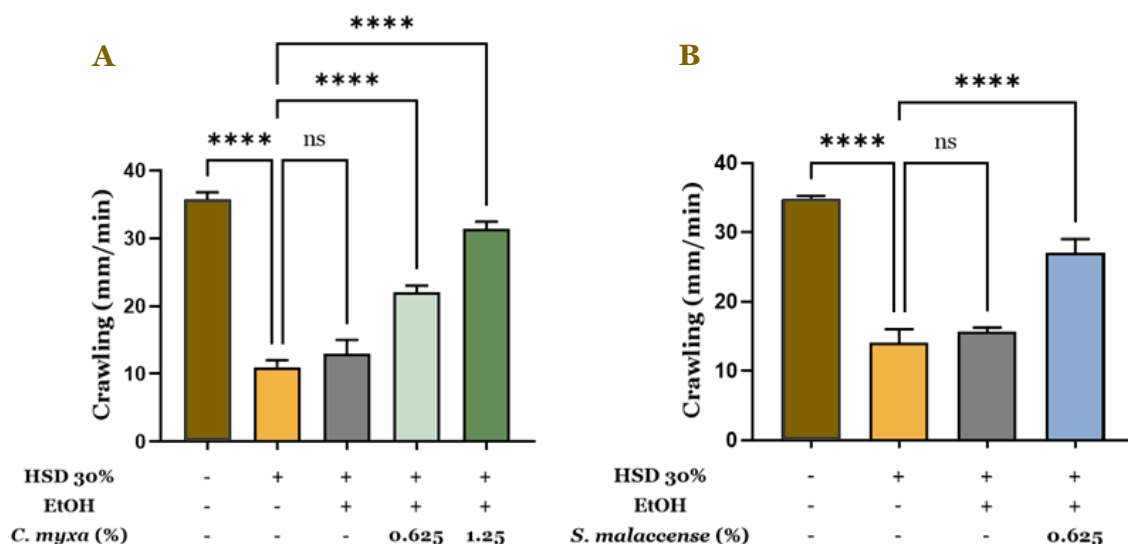 A
****
****
**** ns
Crawling (mm/min)
40
30
20
10
0
HSD 30% - + + + +
EtOH - - + + +
C. myxa (%) - - - 0.625 1.25
B
****
**** ns
Crawling (mm/min)
40
30
20
10
0
HSD 30% - + + +
EtOH - - + +
S. malaccense (%) - - - 0.625